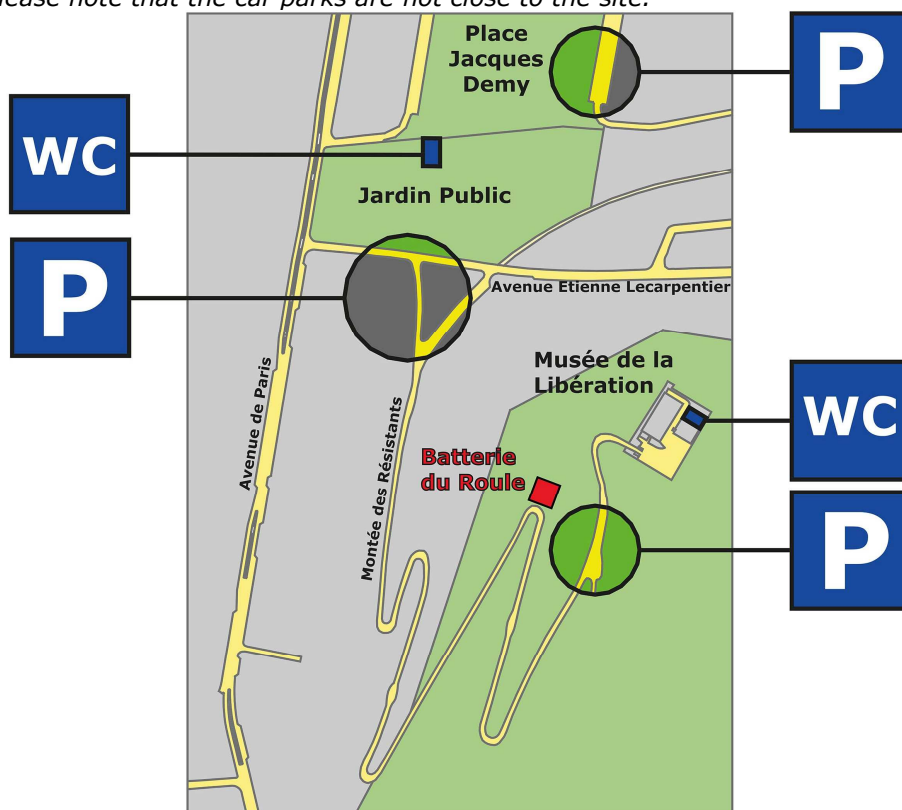 lease note that the car parks are not close to the site.
Place
Jacques
Demy
P
WC
Jardin Public
P
Avenue Etienne Lecarpentier
Musée de la
Libération
Avenue de Paris
Montée des Résistants
WC
Batterie
du Roule
P